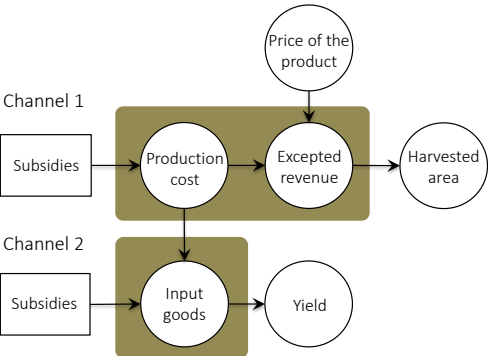 Price of the
product
Channel 1
Subsidies
Production
cost
Excepted
revenue
Harvested
area
Channel 2
Subsidies
Input
goods
Yield